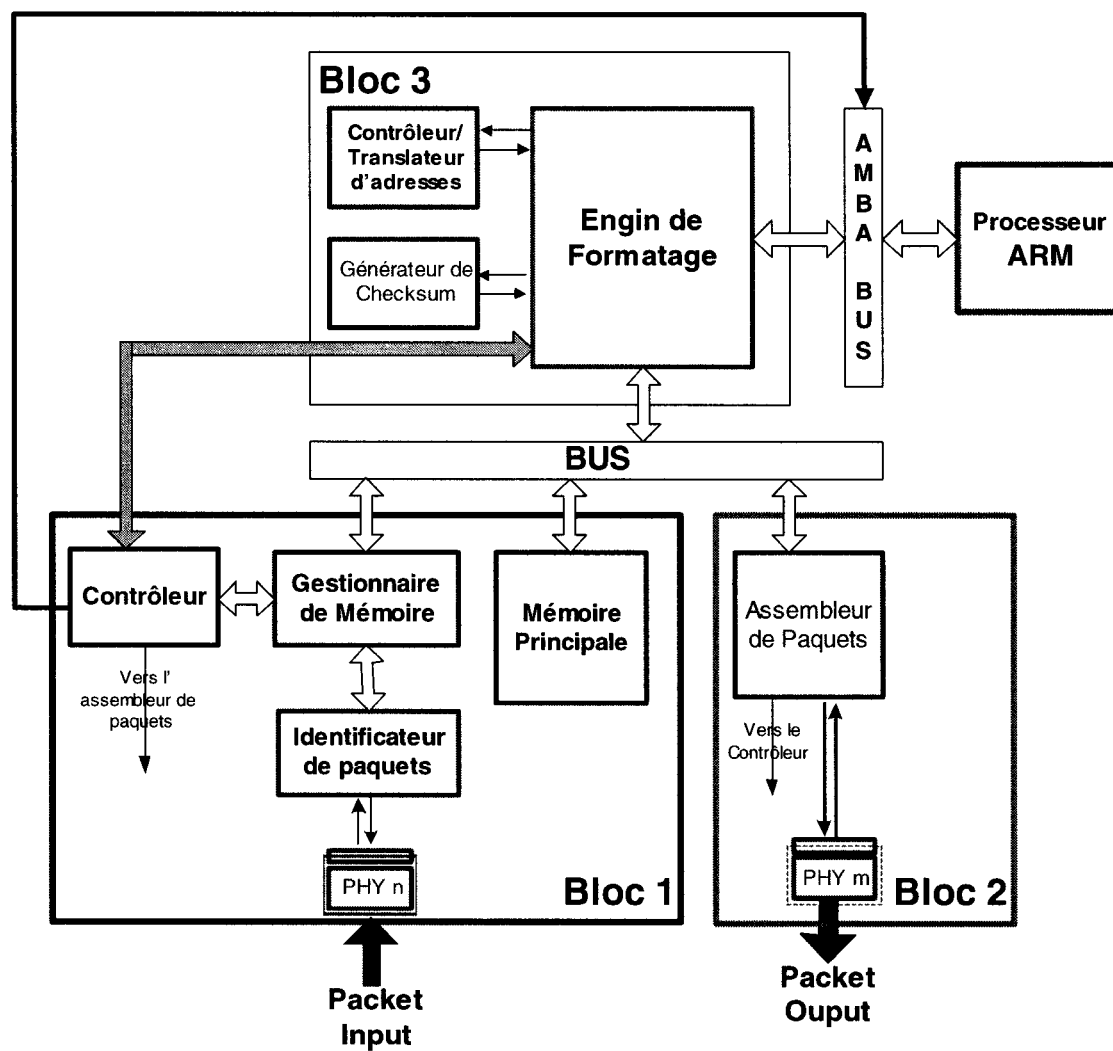 Bloc 3
Contrôleur/
Translateur
d'adresses
Engin de
Formatage
Générateur de
Checksum
A
M
B
A
B
U
S
Processeur
ARM
BUS
Contrôleur
Gestionnaire
de Mémoire
Mémoire
Principale
Assembleur
de Paquets
Vers l'
assembleur de
paquets
Identificateur
de paquets
Vers le
Contrôleur
PHY n
Bloc 1
PHY m
Bloc 2
Packet
Input
Packet
Ouput